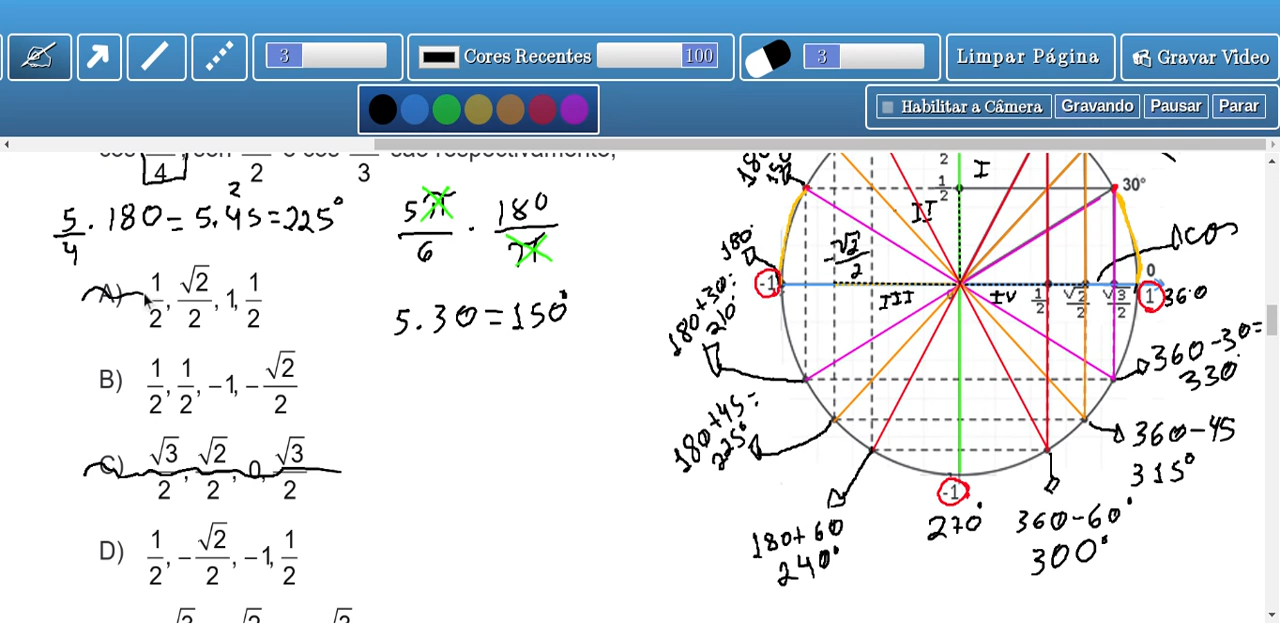 3 Cores Recentes 100 3 Limpar Página Gravar Video
Habilitar a Câmera Gravando Pausar Parar
4 2 3
5/4 . 180 = 5.45 = 225°
5π/6 . 180/π
5.30 = 150°
A) 1/2, √2/2, 1, 1/2
B) 1/2, 1/2, -1, -√2/2
C) √3/2, √2/2, 0, √3/2
D) 1/2, -√2/2, -1, 1/2
I
1/2
30°
II
-√2/2
180°
cos
0
-1
III
IV
1/2 √2/2 √3/2
1 360
180+30=
210°
360-30=
330°
180+45=
225°
360-45
315°
-1
270°
180+60
240°
360-60°
300°